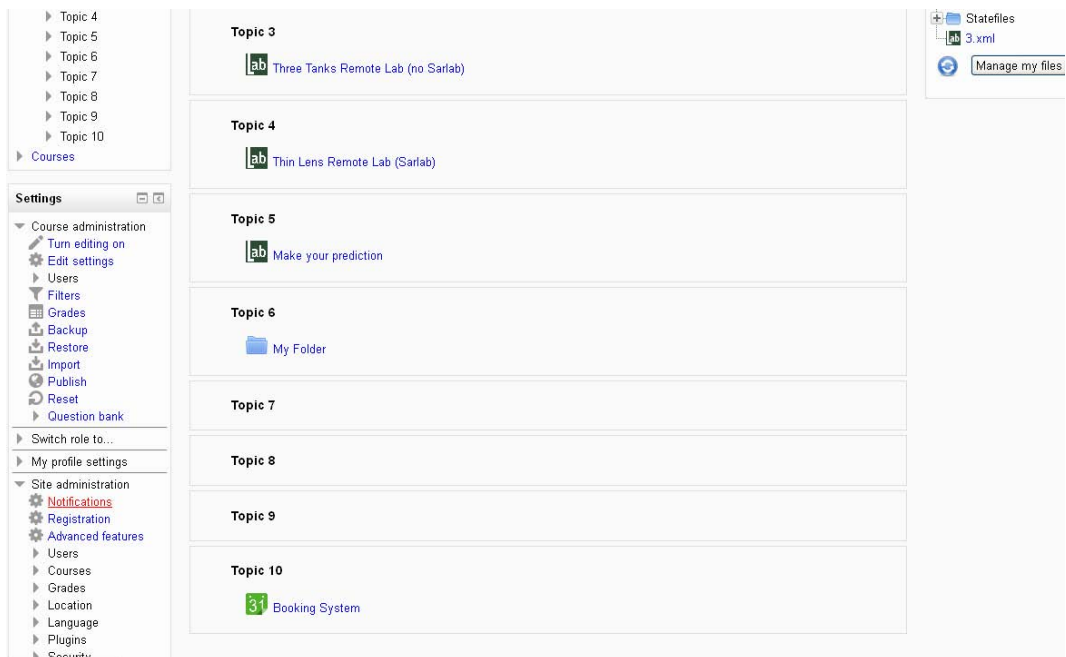 Topic 4
Topic 5
Topic 6
Topic 7
Topic 8
Topic 9
Topic 10
Courses
Settings
Course administration
Turn editing on
Edit settings
Users
Filters
Grades
Backup
Restore
Import
Publish
Reset
Question bank
Switch role to...
My profile settings
Site administration
Notifications
Registration
Advanced features
Users
Courses
Grades
Location
Language
Plugins
Security
Topic 3
Three Tanks Remote Lab (no Sarlab)
Topic 4
Thin Lens Remote Lab (Sarlab)
Topic 5
Make your prediction
Topic 6
My Folder
Topic 7
Topic 8
Topic 9
Topic 10
31 Booking System
Statefiles
3.xml
Manage my files